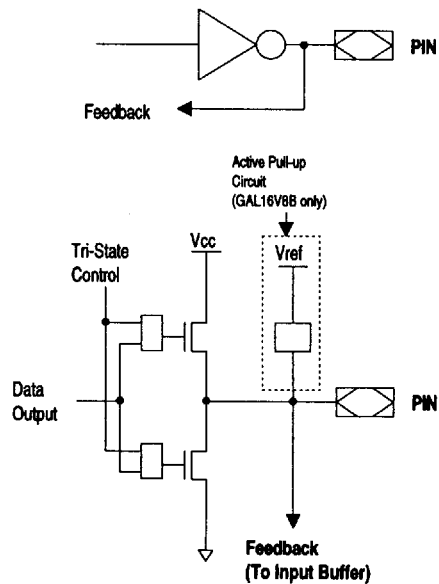 PIN
Feedback
Active Pull-up
Circuit
(GAL16V8B only)
Vcc
Vref
Tri-State
Control
Data
Output
PIN
Feedback
(To Input Buffer)